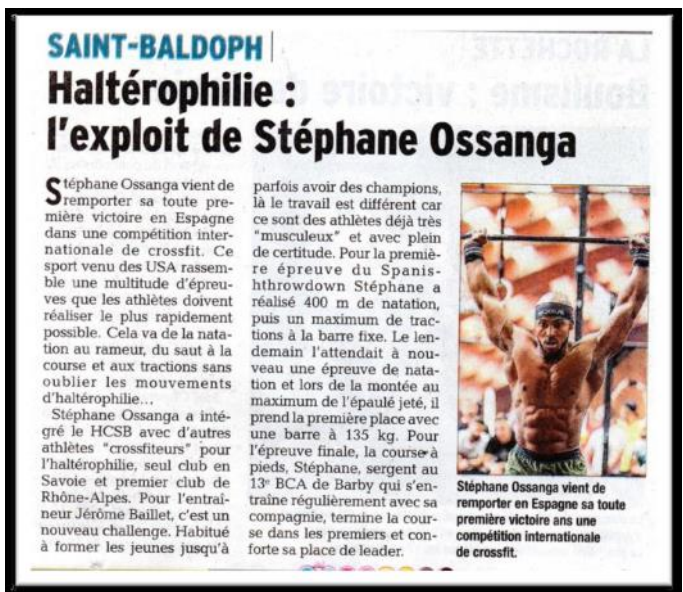 SAINT-BALDOPH
Haltérophilie :
l'exploit de Stéphane Ossanga
Stéphane Ossanga vient de
remporter sa toute pre-
mière victoire en Espagne
dans une compétition inter-
nationale de crossfit. Ce
sport venu des USA rassem-
ble une multitude d'épreu-
ves que les athlètes doivent
réaliser le plus rapidement
possible. Cela va de la nata-
tion au rameur, du saut à la
course et aux tractions sans
oublier les mouvements
d'haltérophilie...
Stéphane Ossanga a inté-
gré le HCSB avec d'autres
athlètes "crossfiteurs" pour
l'haltérophilie, seul club en
Savoie et premier club de
Rhône-Alpes. Pour l'entraî-
neur Jérôme Baillet, c'est un
nouveau challenge. Habitué
à former les jeunes jusqu'à
parfois avoir des champions,
là le travail est différent car
ce sont des athlètes déjà très
"musculeux" et avec plein
de certitude. Pour la premiè-
re épreuve du Spanis-
hthrowdown Stéphane a
réalisé 400 m de natation,
puis un maximum de trac-
tions à la barre fixe. Le len-
demain l'attendait à nou-
veau une épreuve de nata-
tion et lors de la montée au
maximum de l'épaulé jeté, il
prend la première place avec
une barre à 135 kg. Pour
l'épreuve finale, la course à
pieds, Stéphane, sergent au
13e BCA de Barby qui s'en-
traîne régulièrement avec sa
compagnie, termine la cour-
se dans les premiers et con-
forte sa place de leader.
Stéphane Ossanga vient de
remporter en Espagne sa toute
première victoire ans une
compétition internationale
de crossfit.